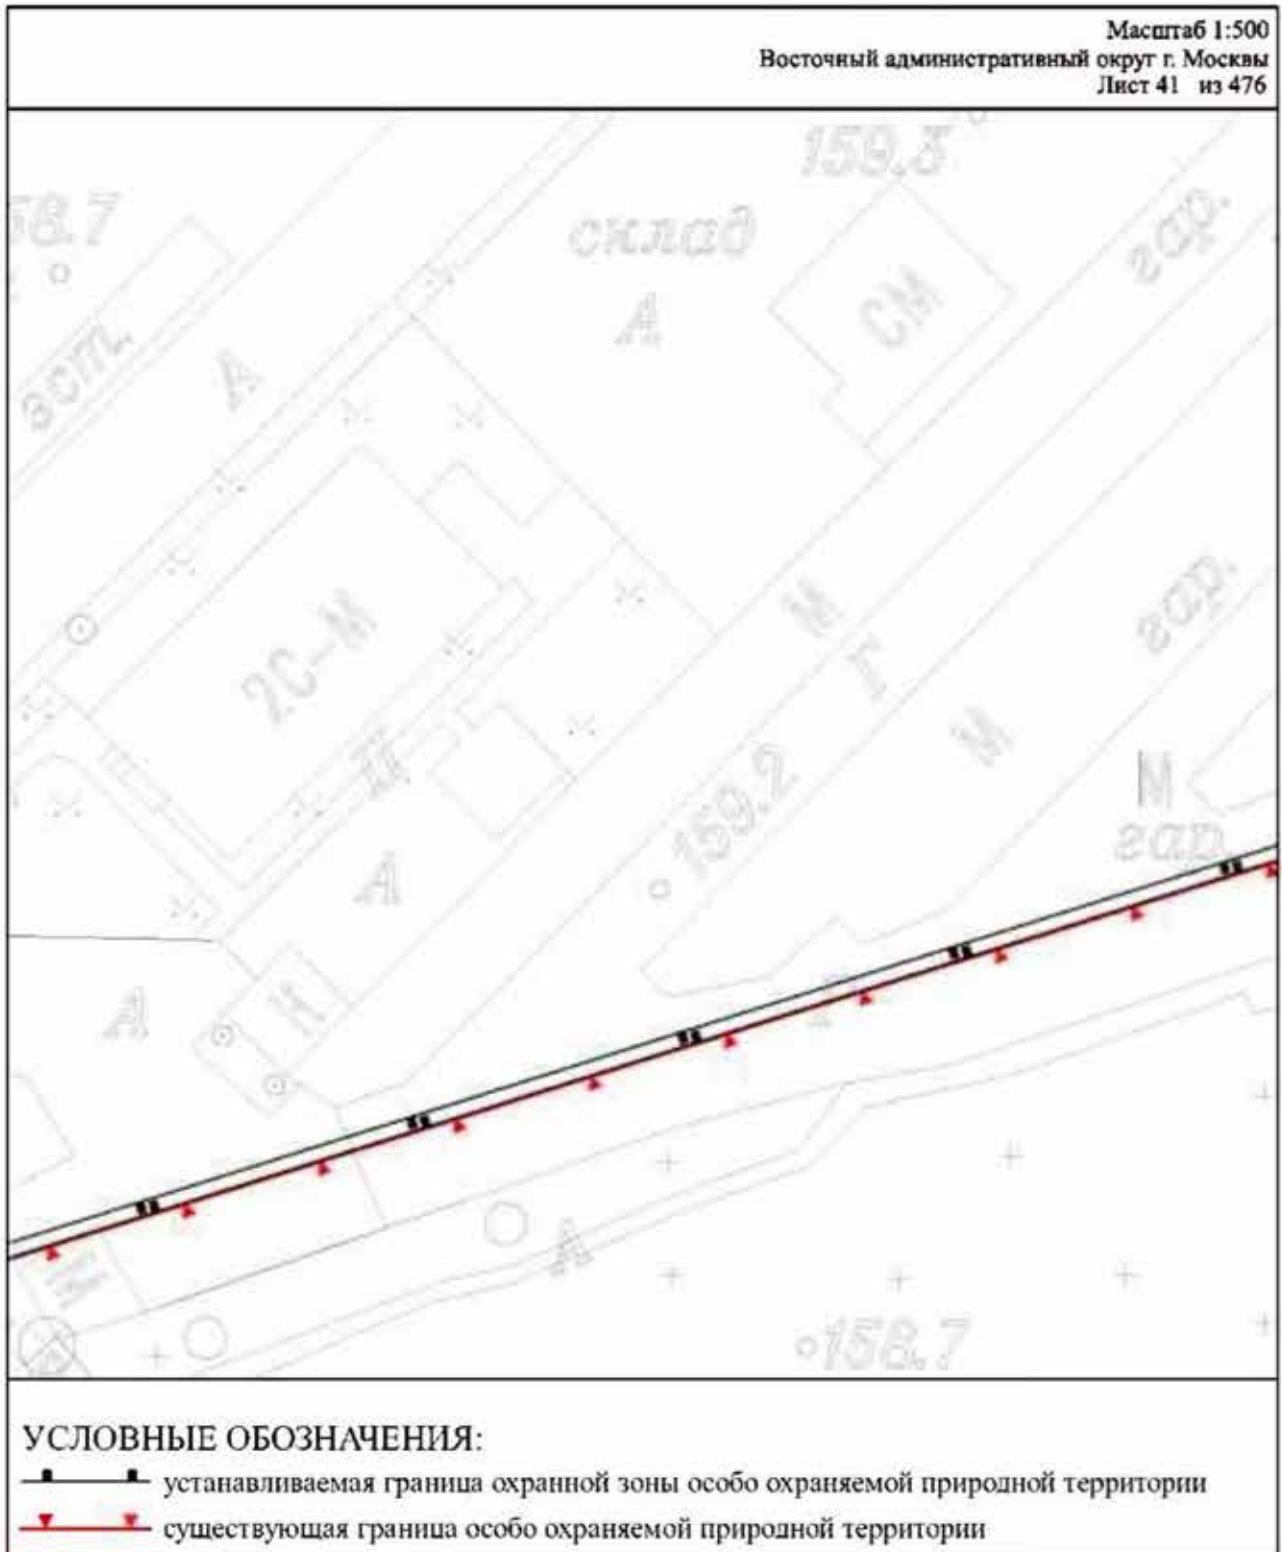 Масштаб 1:500
Восточный административный округ г. Москвы
Лист 41 из 476
159.3
58.7
склад
гар.
А
СМ
эст.
А
М
гар.
2С-М
Г
М
Ц
159.2
М
гар.
А
А
Н
А
М
158.7
УСЛОВНЫЕ ОБОЗНАЧЕНИЯ:
устанавливаемая граница охранной зоны особо охраняемой природной территории
существующая граница особо охраняемой природной территории